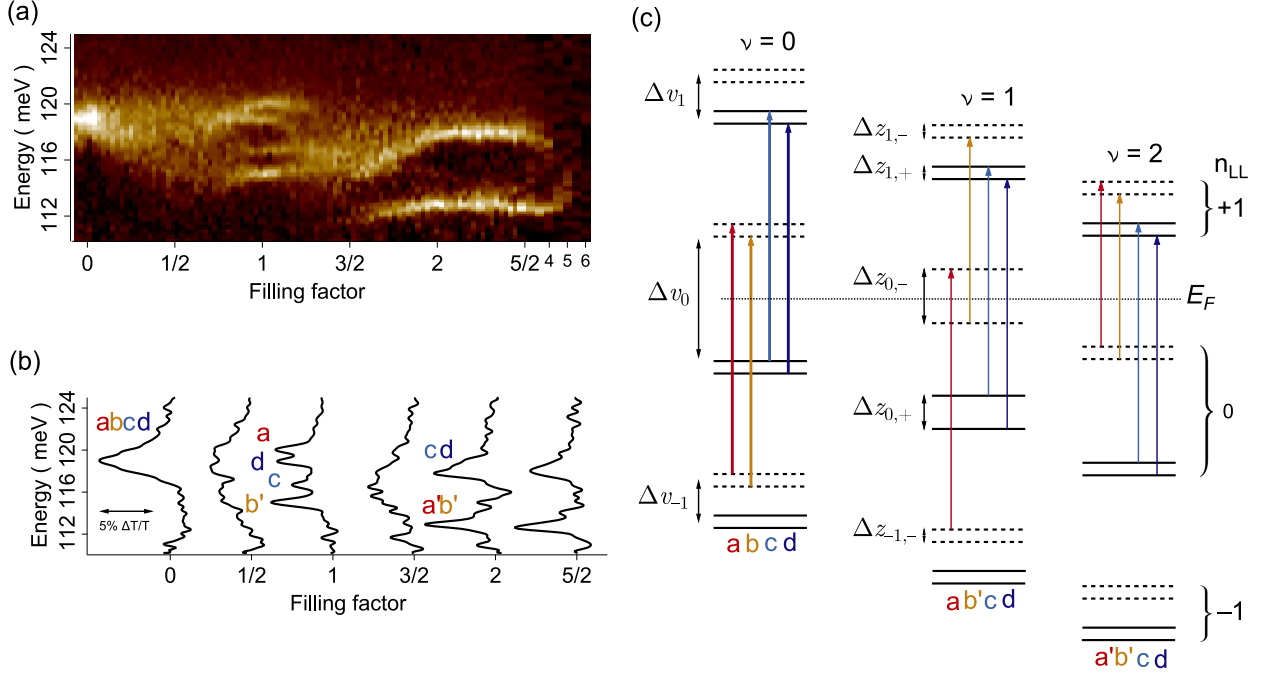 (a)
Energy ( meV )
124
120
116
112
0 1/2 1 3/2 2 5/2 4 5 6
Filling factor
(b)
Energy ( meV )
124
120
116
112
abcd
a
d
c
b'
cd
a'b'
5% ΔT/T
0 1/2 1 3/2 2 5/2
Filling factor
(c)
ν = 0
Δv₁
Δv₀
Δv₋₁
a b c d
ν = 1
Δz₁,₋
Δz₁,₊
Δz₀,₋
Δz₀,₊
Δz₋₁,₋
a b' c d
ν = 2
n_LL
+1
E_F
0
−1
a' b' c d